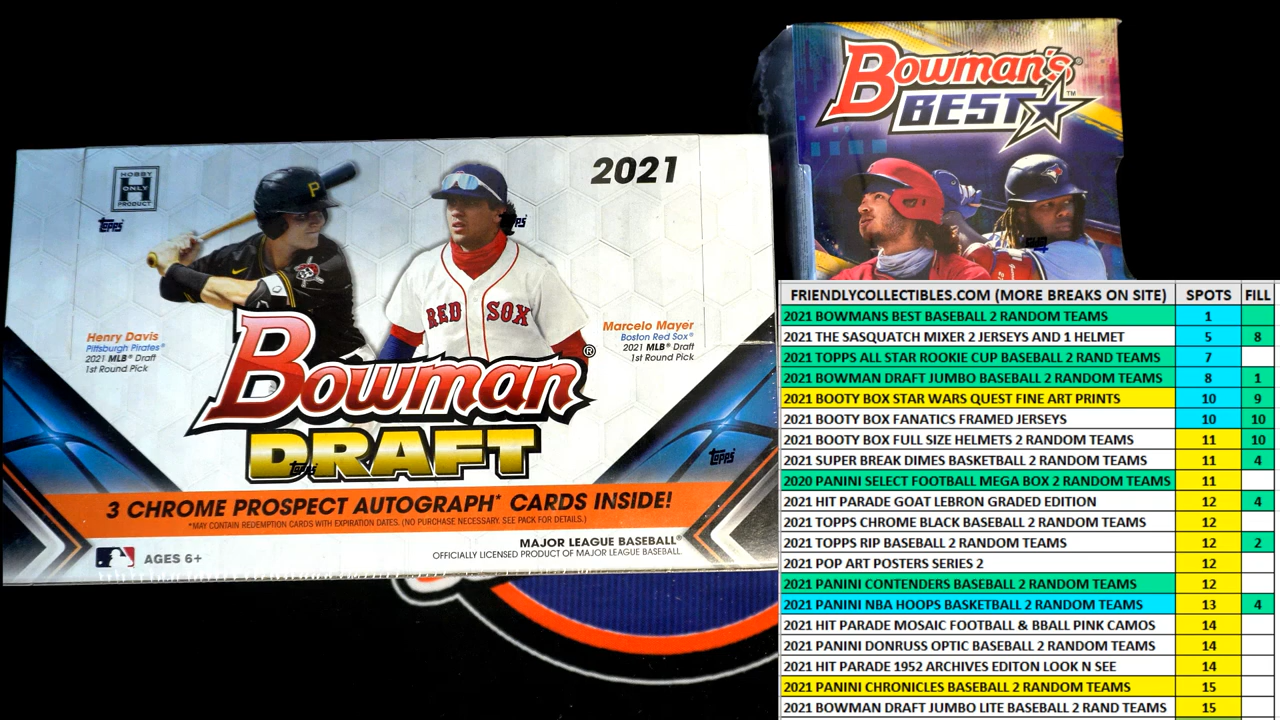 HOBBY
H
ONLY
PRODUCT
topps
2021
topps
P
RED SOX
Henry Davis
Pittsburgh Pirates®
2021 MLB® Draft
1st Round Pick
Marcelo Mayer
Boston Red Sox®
2021 MLB® Draft
1st Round Pick
Bowman®
DRAFT
topps
topps
3 CHROME PROSPECT AUTOGRAPH* CARDS INSIDE!
*MAY CONTAIN REDEMPTION CARDS WITH EXPIRATION DATES. (NO PURCHASE NECESSARY. SEE PACK FOR DETAILS.)
AGES 6+
MAJOR LEAGUE BASEBALL®
OFFICIALLY LICENSED PRODUCT OF MAJOR LEAGUE BASEBALL.
Bowman's®
BEST™
FRIENDLYCOLLECTIBLES.COM (MORE BREAKS ON SITE) SPOTS FILL
2021 BOWMANS BEST BASEBALL 2 RANDOM TEAMS 1
2021 THE SASQUATCH MIXER 2 JERSEYS AND 1 HELMET 5 8
2021 TOPPS ALL STAR ROOKIE CUP BASEBALL 2 RAND TEAMS 7
2021 BOWMAN DRAFT JUMBO BASEBALL 2 RANDOM TEAMS 8 1
2021 BOOTY BOX STAR WARS QUEST FINE ART PRINTS 10 9
2021 BOOTY BOX FANATICS FRAMED JERSEYS 10 10
2021 BOOTY BOX FULL SIZE HELMETS 2 RANDOM TEAMS 11 10
2021 SUPER BREAK DIMES BASKETBALL 2 RANDOM TEAMS 11 4
2020 PANINI SELECT FOOTBALL MEGA BOX 2 RANDOM TEAMS 11
2021 HIT PARADE GOAT LEBRON GRADED EDITION 12 4
2021 TOPPS CHROME BLACK BASEBALL 2 RANDOM TEAMS 12
2021 TOPPS RIP BASEBALL 2 RANDOM TEAMS 12 2
2021 POP ART POSTERS SERIES 2 12
2021 PANINI CONTENDERS BASEBALL 2 RANDOM TEAMS 12
2021 PANINI NBA HOOPS BASKETBALL 2 RANDOM TEAMS 13 4
2021 HIT PARADE MOSAIC FOOTBALL & BBALL PINK CAMOS 14
2021 PANINI DONRUSS OPTIC BASEBALL 2 RANDOM TEAMS 14
2021 HIT PARADE 1952 ARCHIVES EDITON LOOK N SEE 14
2021 PANINI CHRONICLES BASEBALL 2 RANDOM TEAMS 15
2021 BOWMAN DRAFT JUMBO LITE BASEBALL 2 RAND TEAMS 15